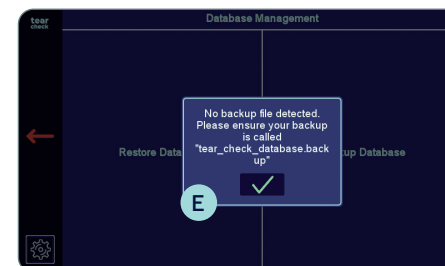 tear
check
Database Management
No backup file detected.
Please ensure your backup
is called
"tear_check_database.back
up"
Restore Data
up Database
E